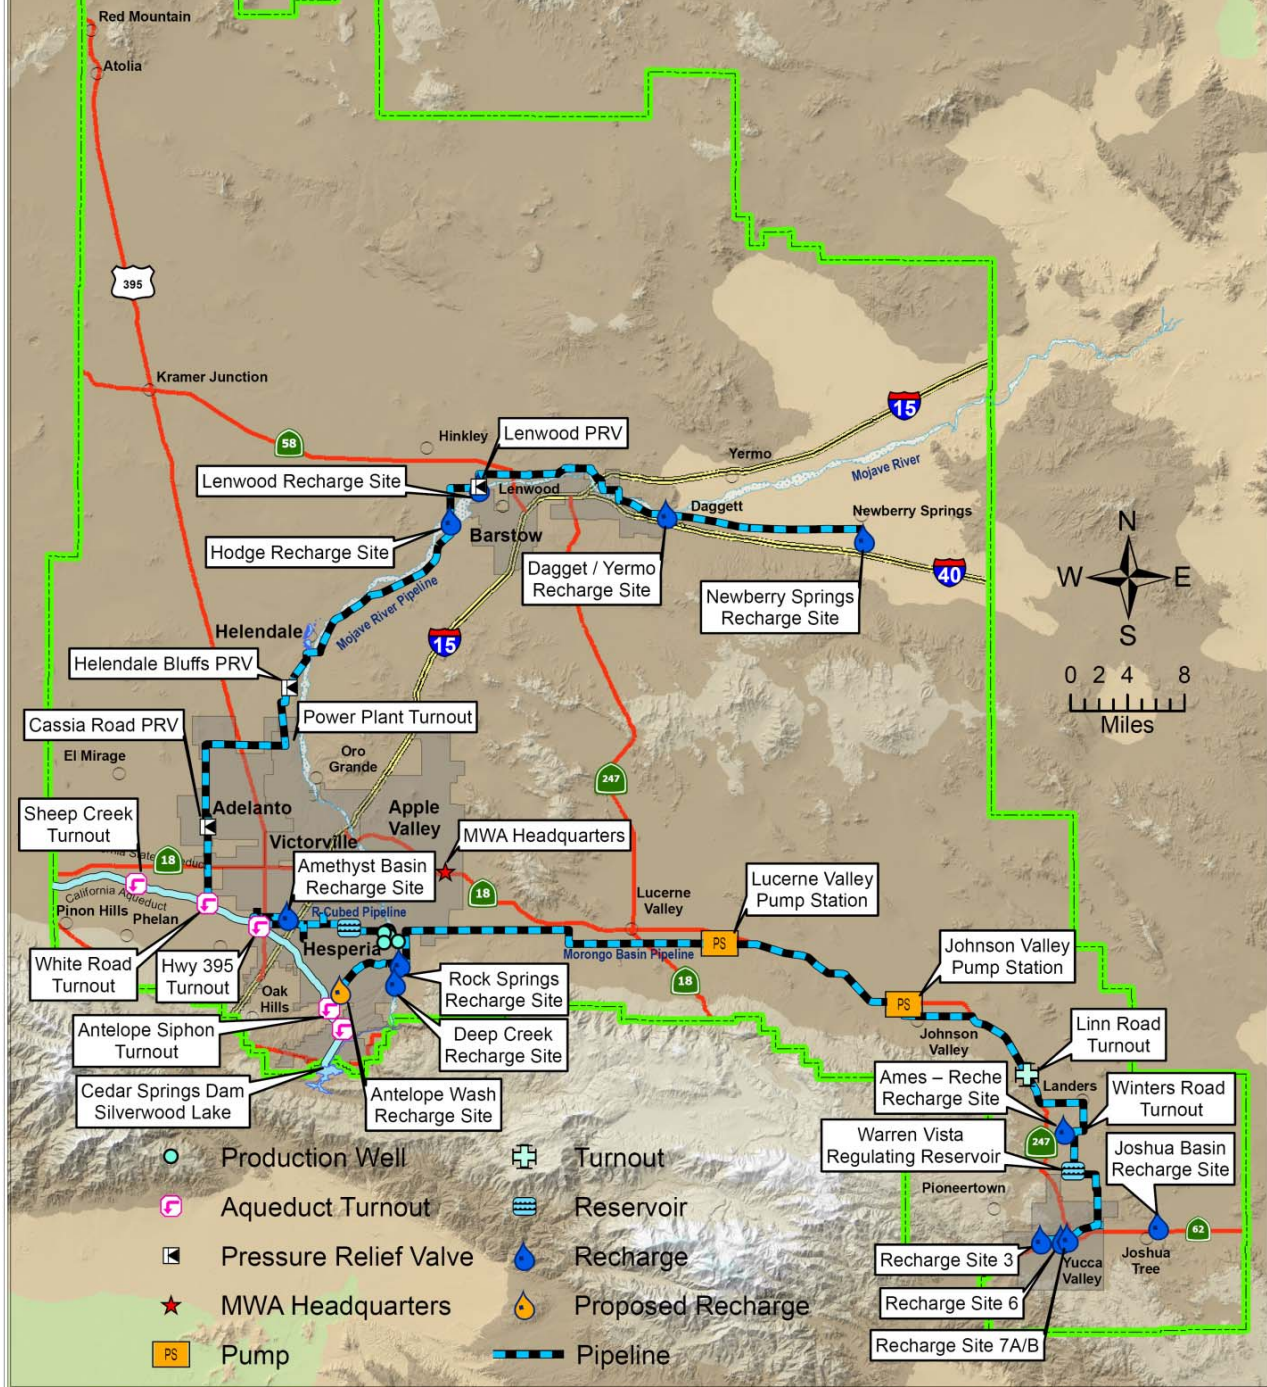 Red Mountain
Atolia
395
Kramer Junction
58
Hinkley
Lenwood PRV
15
Yermo
Mojave River
Lenwood Recharge Site
Lenwood
Daggett
Newberry Springs
Hodge Recharge Site
Barstow
Dagget / Yermo
Recharge Site
40
Newberry Springs
Recharge Site
N
W
E
S
Mojave River Pipeline
Helendale
15
Helendale Bluffs PRV
0 2 4 8
Miles
Cassia Road PRV
Power Plant Turnout
El Mirage
Oro
Grande
247
Sheep Creek
Turnout
Adelanto
Apple
Valley
Victorville
MWA Headquarters
18
Amethyst Basin
Recharge Site
18
Lucerne Valley
Pump Station
California Aqueduct
Lucerne
Valley
Pinon Hills
Phelan
R-Cubed Pipeline
PS
Hesperia
Morongo Basin Pipeline
Johnson Valley
Pump Station
White Road
Turnout
Hwy 395
Turnout
Rock Springs
Recharge Site
18
Oak
Hills
PS
Johnson
Valley
Linn Road
Turnout
Antelope Siphon
Turnout
Deep Creek
Recharge Site
Ames – Reche
Recharge Site
Landers
Winters Road
Turnout
Cedar Springs Dam
Silverwood Lake
Antelope Wash
Recharge Site
Warren Vista
Regulating Reservoir
247
Joshua Basin
Recharge Site
Pioneertown
62
Recharge Site 3
Joshua
Tree
Yucca
Valley
Recharge Site 6
Recharge Site 7A/B
Production Well
Turnout
Aqueduct Turnout
Reservoir
Pressure Relief Valve
Recharge
MWA Headquarters
Proposed Recharge
PS
Pump
Pipeline